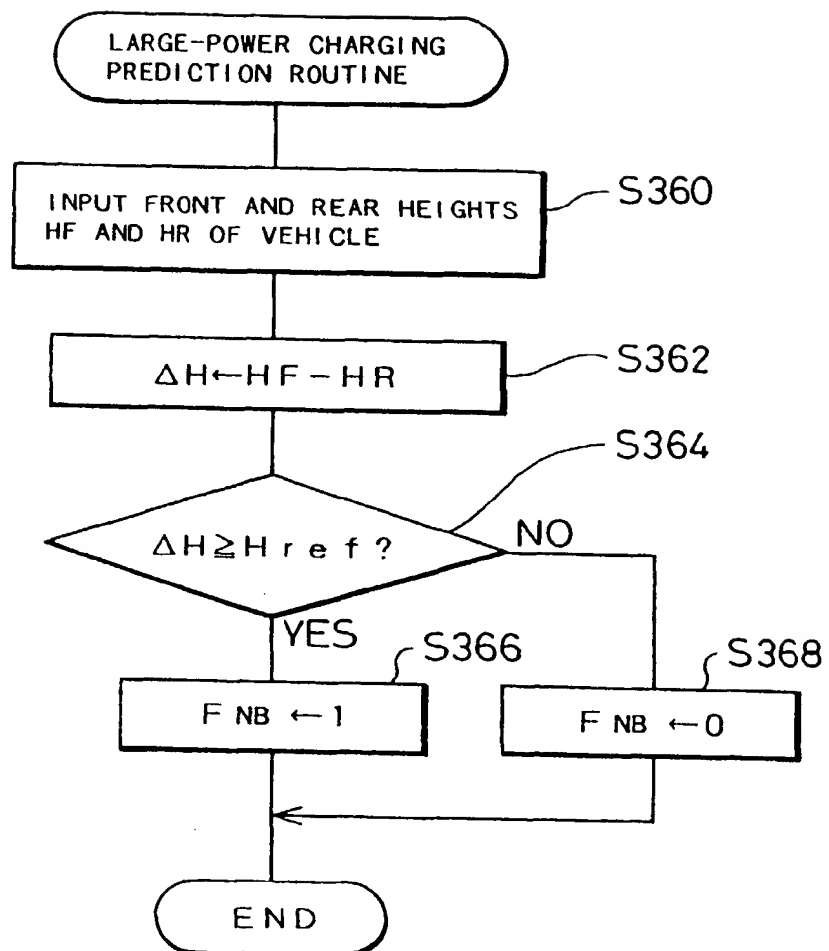 LARGE-POWER CHARGING
PREDICTION ROUTINE
INPUT FRONT AND REAR HEIGHTS
HF AND HR OF VEHICLE
S360
ΔH←HF-HR
S362
S364
ΔH≧Href?
NO
YES
S366
FNB ←1
S368
FNB ←0
END